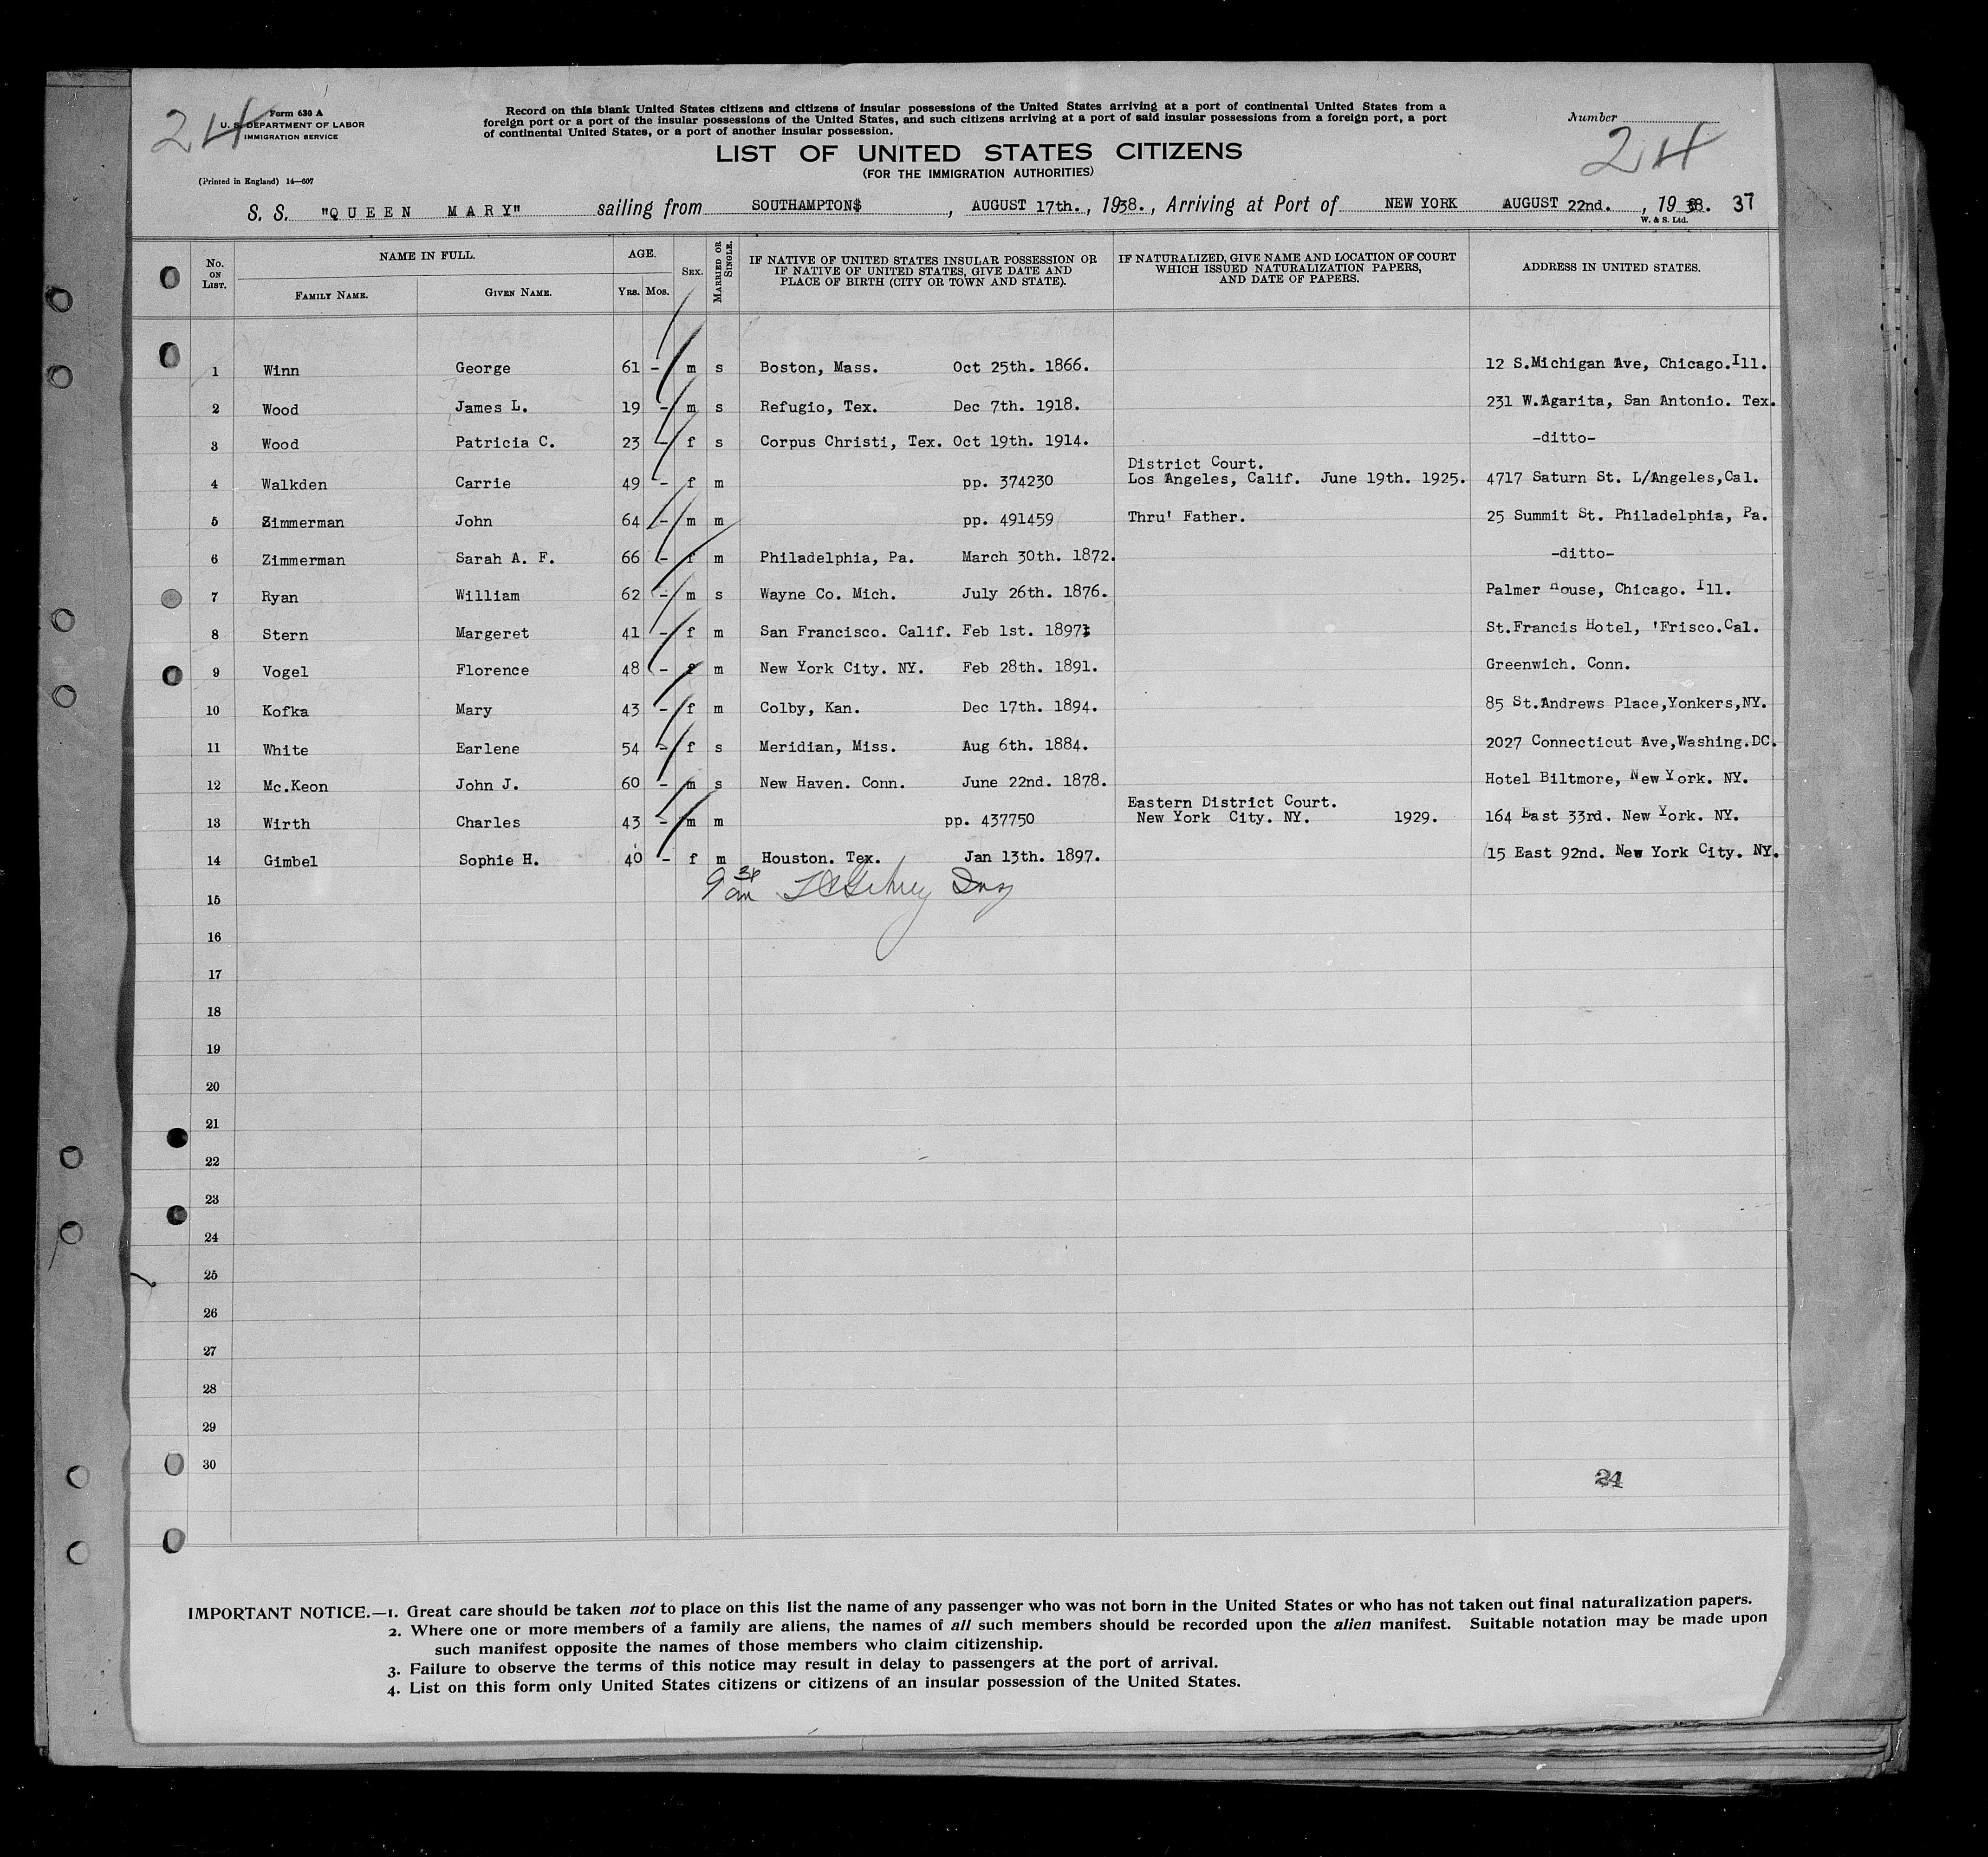 24
Form 630 A
U. S. DEPARTMENT OF LABOR
IMMIGRATION SERVICE
(Printed in England) 14—607
Record on this blank United States citizens and citizens of insular possessions of the United States arriving at a port of continental United States from a
foreign port or a port of the insular possessions of the United States, and such citizens arriving at a port of said insular possessions from a foreign port, a port
of continental United States, or a port of another insular possession.
Number
24
LIST OF UNITED STATES CITIZENS
(FOR THE IMMIGRATION AUTHORITIES)
S. S. "QUEEN MARY" sailing from SOUTHAMPTON$, AUGUST 17th., 1938., Arriving at Port of NEW YORK AUGUST 22nd., 1938. 37
W. & S. Ltd.
No. ON LIST. NAME IN FULL. FAMILY NAME. GIVEN NAME. AGE. YRS. MOS. SEX. MARRIED OR SINGLE. IF NATIVE OF UNITED STATES INSULAR POSSESSION OR IF NATIVE OF UNITED STATES, GIVE DATE AND PLACE OF BIRTH (CITY OR TOWN AND STATE). IF NATURALIZED, GIVE NAME AND LOCATION OF COURT WHICH ISSUED NATURALIZATION PAPERS, AND DATE OF PAPERS. ADDRESS IN UNITED STATES.
1 Winn George 61 - m s Boston, Mass. Oct 25th. 1866. 12 S.Michigan Ave, Chicago.Ill.
2 Wood James L. 19 - m s Refugio, Tex. Dec 7th. 1918. 231 W.Agarita, San Antonio. Tex.
3 Wood Patricia C. 23 - f s Corpus Christi, Tex. Oct 19th. 1914. -ditto-
4 Walkden Carrie 49 - f m pp. 374230 District Court. Los Angeles, Calif. June 19th. 1925. 4717 Saturn St. L/Angeles,Cal.
5 Zimmerman John 64 - m m pp. 491459 Thru' Father. 25 Summit St. Philadelphia, Pa.
6 Zimmerman Sarah A. F. 66 - f m Philadelphia, Pa. March 30th. 1872. -ditto-
7 Ryan William 62 - m s Wayne Co. Mich. July 26th. 1876. Palmer House, Chicago. Ill.
8 Stern Margeret 41 - f m San Francisco. Calif. Feb 1st. 1897. St.Francis Hotel, 'Frisco.Cal.
9 Vogel Florence 48 - f m New York City. NY. Feb 28th. 1891. Greenwich. Conn.
10 Kofka Mary 43 - f m Colby, Kan. Dec 17th. 1894. 85 St.Andrews Place,Yonkers,NY.
11 White Earlene 54 - f s Meridian, Miss. Aug 6th. 1884. 2027 Connecticut Ave,Washing.DC.
12 Mc.Keon John J. 60 - m s New Haven. Conn. June 22nd. 1878. Hotel Biltmore, New York. NY.
13 Wirth Charles 43 - m m pp. 437750 Eastern District Court. New York City. NY. 1929. 164 East 33rd. New York. NY.
14 Gimbel Sophie H. 40 - f m Houston. Tex. Jan 13th. 1897. 15 East 92nd. New York City. NY.
9 am
15
16
17
18
19
20
21
22
23
24
25
26
27
28
29
30
24
IMPORTANT NOTICE.—1. Great care should be taken not to place on this list the name of any passenger who was not born in the United States or who has not taken out final naturalization papers.
2. Where one or more members of a family are aliens, the names of all such members should be recorded upon the alien manifest. Suitable notation may be made upon
such manifest opposite the names of those members who claim citizenship.
3. Failure to observe the terms of this notice may result in delay to passengers at the port of arrival.
4. List on this form only United States citizens or citizens of an insular possession of the United States.